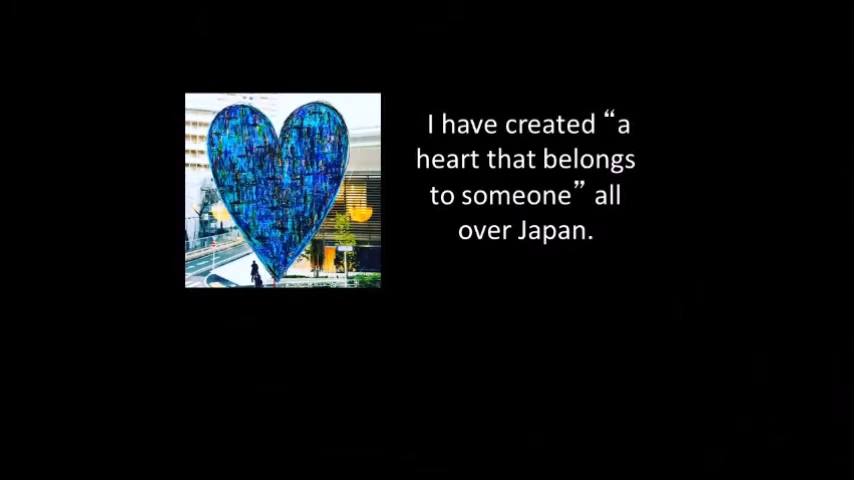 I have created “a
heart that belongs
to someone” all
over Japan.